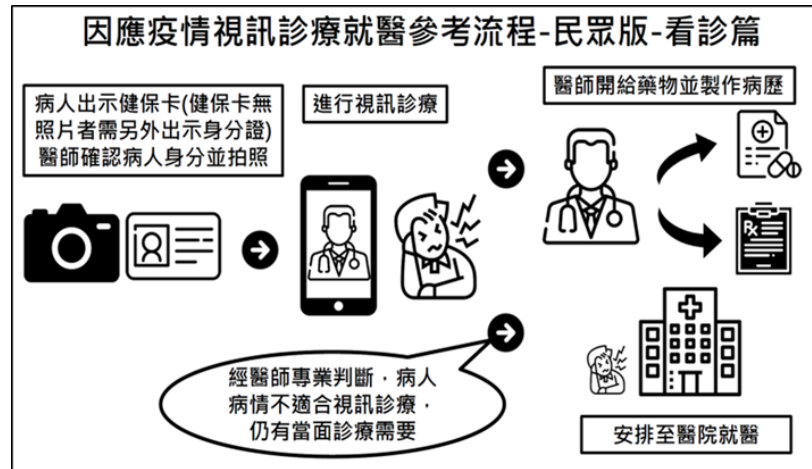 因應疫情視訊診療就醫參考流程-民眾版-看診篇
病人出示健保卡(健保卡無
照片者需另外出示身分證)
醫師確認病人身分並拍照
進行視訊診療
醫師開給藥物並製作病歷
Rx
經醫師專業判斷，病人
病情不適合視訊診療，
仍有當面診療需要
安排至醫院就醫